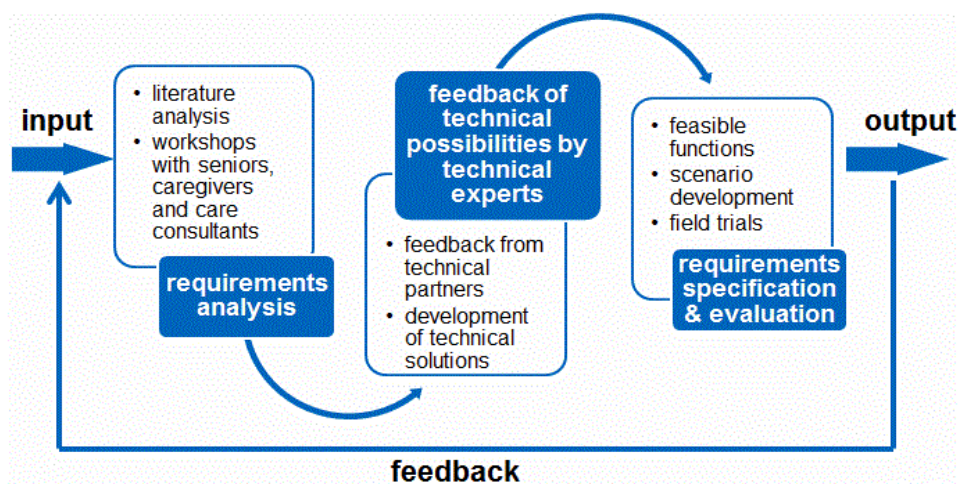 input
• literature
analysis
• workshops
with seniors,
caregivers
and care
consultants
requirements
analysis
feedback of
technical
possibilities by
technical
experts
• feedback from
technical
partners
• development
of technical
solutions
• feasible
functions
• scenario
development
• field trials
requirements
specification
& evaluation
output
feedback